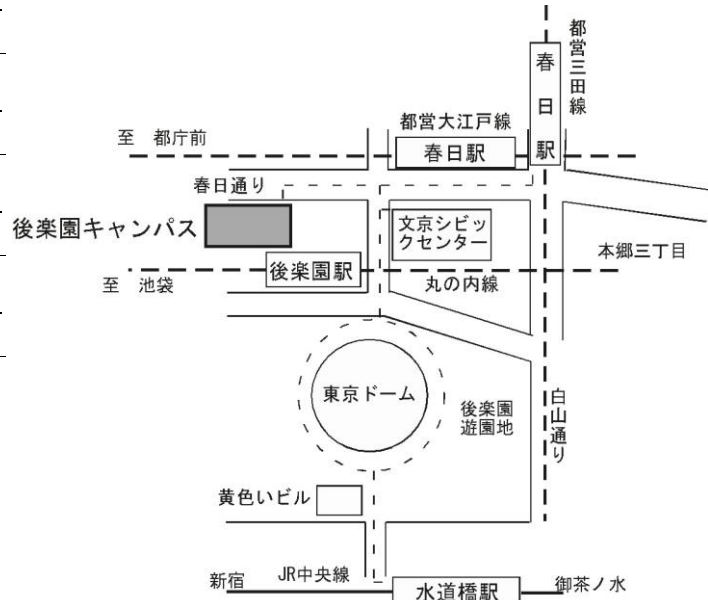 都営三田線
春日駅
都営大江戸線
至 都庁前
春日駅
春日通り
後楽園キャンパス
文京シビッ
クセンター
本郷三丁目
後楽園駅
至 池袋
丸の内線
東京ドーム
後楽園
遊園地
白山通り
黄色いビル
新宿
JR中央線
水道橋駅
御茶ノ水